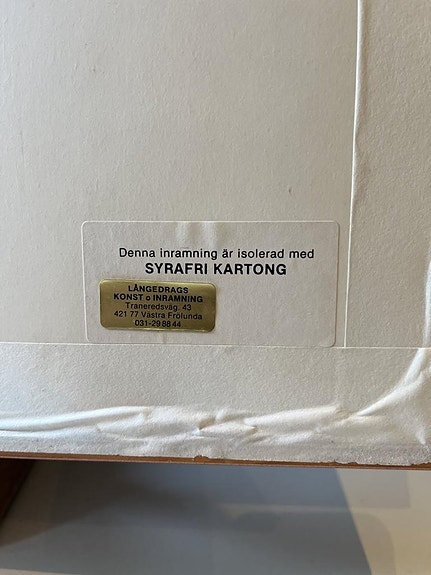 Denna inramning är isolerad med
SYRAFRI KARTONG
LÅNGEDRAGS
KONST o INRAMNING
Traneredsväg. 43
421 77 Västra Frölunda
031-29 88 44